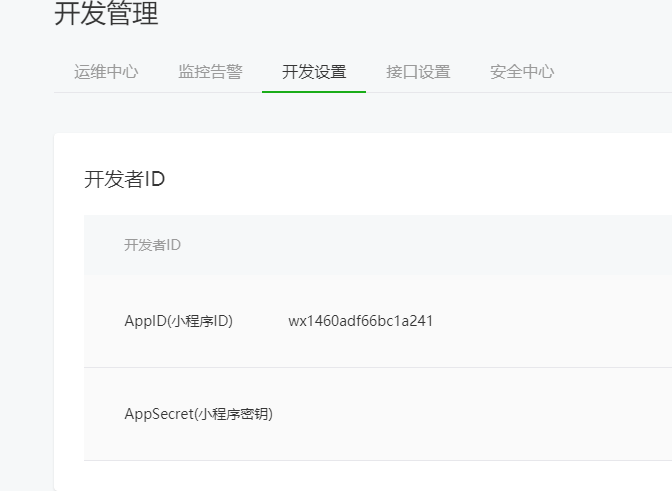 开发管理
运维中心 监控告警 开发设置 接口设置 安全中心
开发者ID
开发者ID
AppID(小程序ID) wx1460adf66bc1a241
AppSecret(小程序密钥)